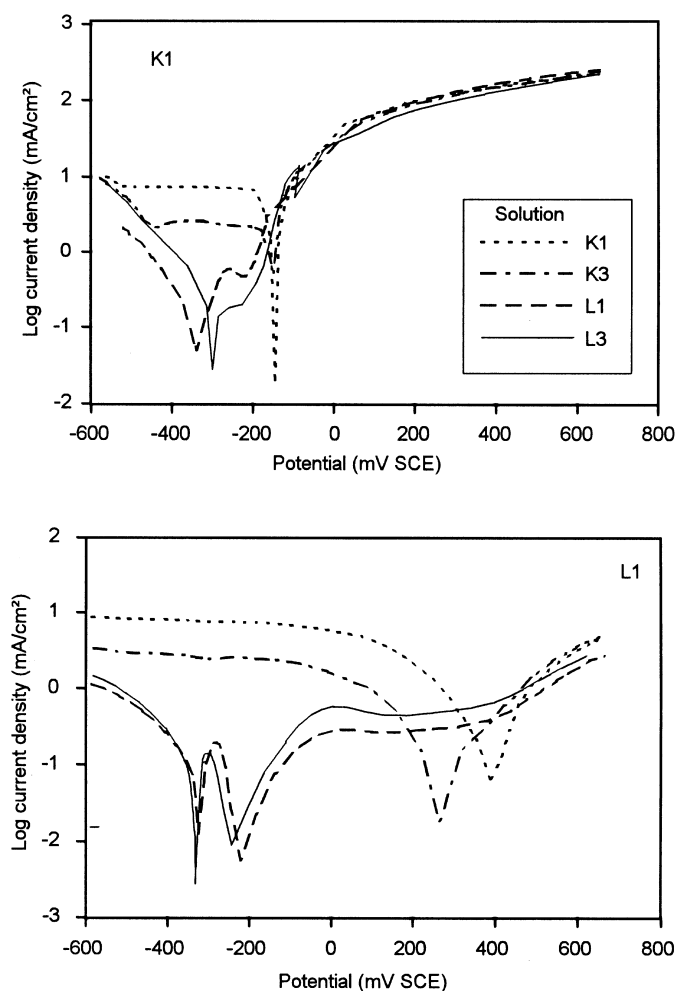 3
K1
2
1
0
-1
-2
Log current density (mA/cm²)
Solution
K1
K3
L1
L3
-600 -400 -200 0 200 400 600 800
Potential (mV SCE)
2
L1
1
0
-1
-2
-3
Log current density (mA/cm²)
-600 -400 -200 0 200 400 600 800
Potential (mV SCE)